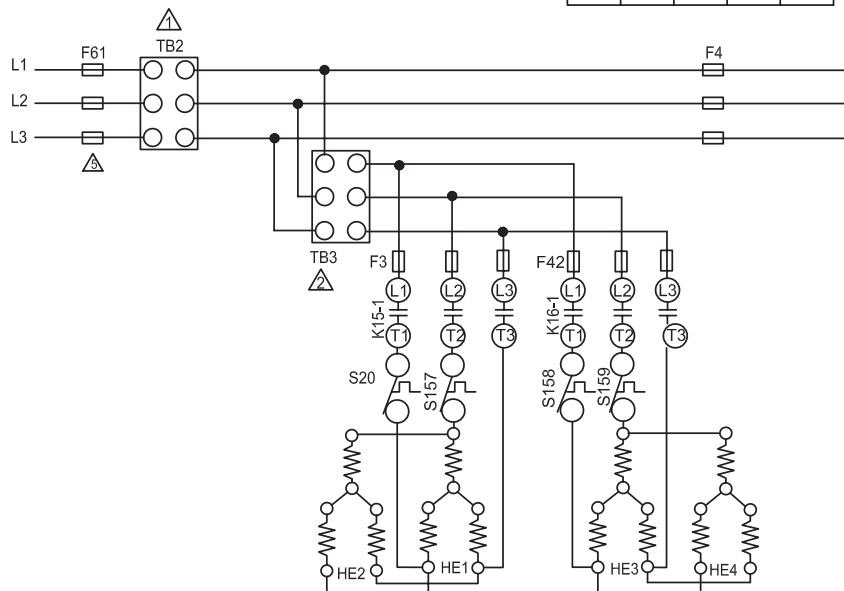 1
TB2
F61
F4
L1
L2
L3
5
TB3
2
F3
F42
L1
L2
L3
L1
L2
L3
K15-1
K16-1
T1
T2
T3
T1
T2
T3
S20
S157
S158
S159
HE2
HE1
HE3
HE4